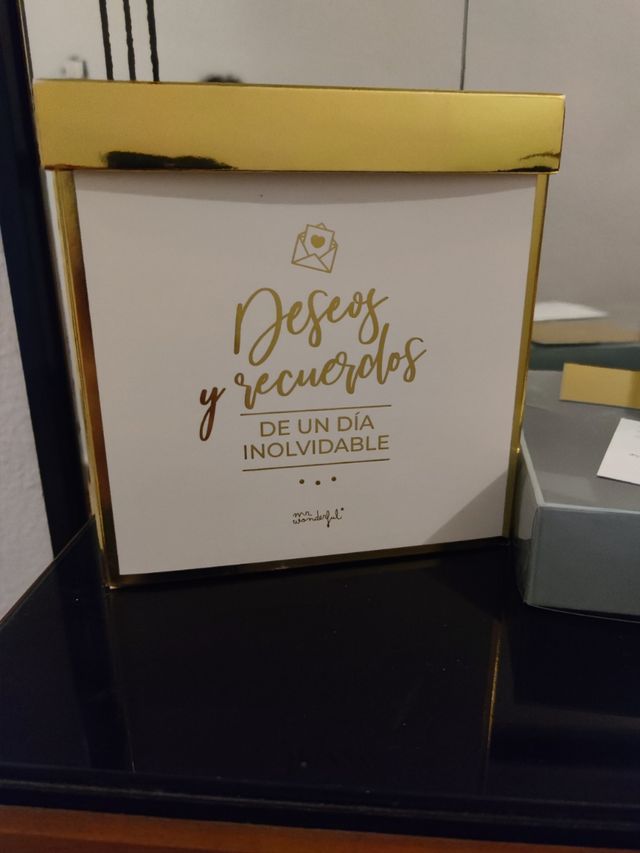 Deseos
y recuerdos
DE UN DÍA
INOLVIDABLE
mr.
wonderful*